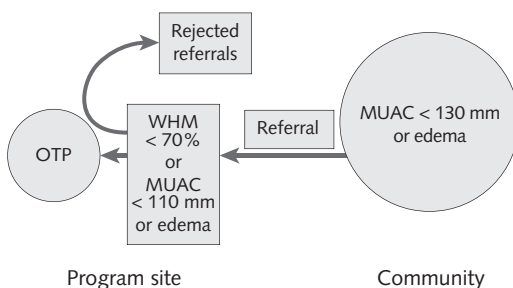 Rejected
referrals
WHM
< 70%
or
MUAC
< 110 mm
or edema
OTP
Referral
MUAC < 130 mm
or edema
Program site
Community